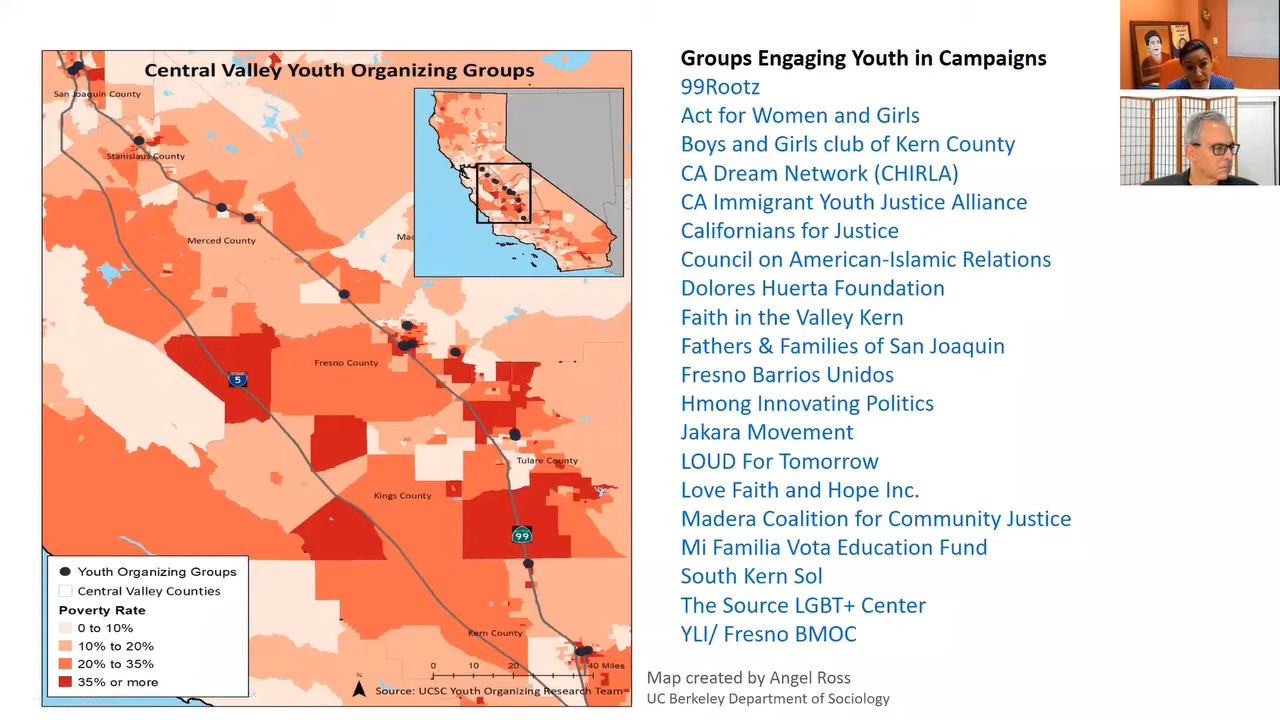 Central Valley Youth Organizing Groups
San Joaquin County
Stanislaus County
Merced County
Fresno County
5
Tulare County
Kings County
99
Kern County
Youth Organizing Groups
Central Valley Counties
Poverty Rate
0 to 10%
10% to 20%
20% to 35%
35% or more
N
0 10 20 40 Miles
Source: UCSC Youth Organizing Research Team
Groups Engaging Youth in Campaigns
99Rootz
Act for Women and Girls
Boys and Girls club of Kern County
CA Dream Network (CHIRLA)
CA Immigrant Youth Justice Alliance
Californians for Justice
Council on American-Islamic Relations
Dolores Huerta Foundation
Faith in the Valley Kern
Fathers & Families of San Joaquin
Fresno Barrios Unidos
Hmong Innovating Politics
Jakara Movement
LOUD For Tomorrow
Love Faith and Hope Inc.
Madera Coalition for Community Justice
Mi Familia Vota Education Fund
South Kern Sol
The Source LGBT+ Center
YLI/ Fresno BMOC
Map created by Angel Ross
UC Berkeley Department of Sociology